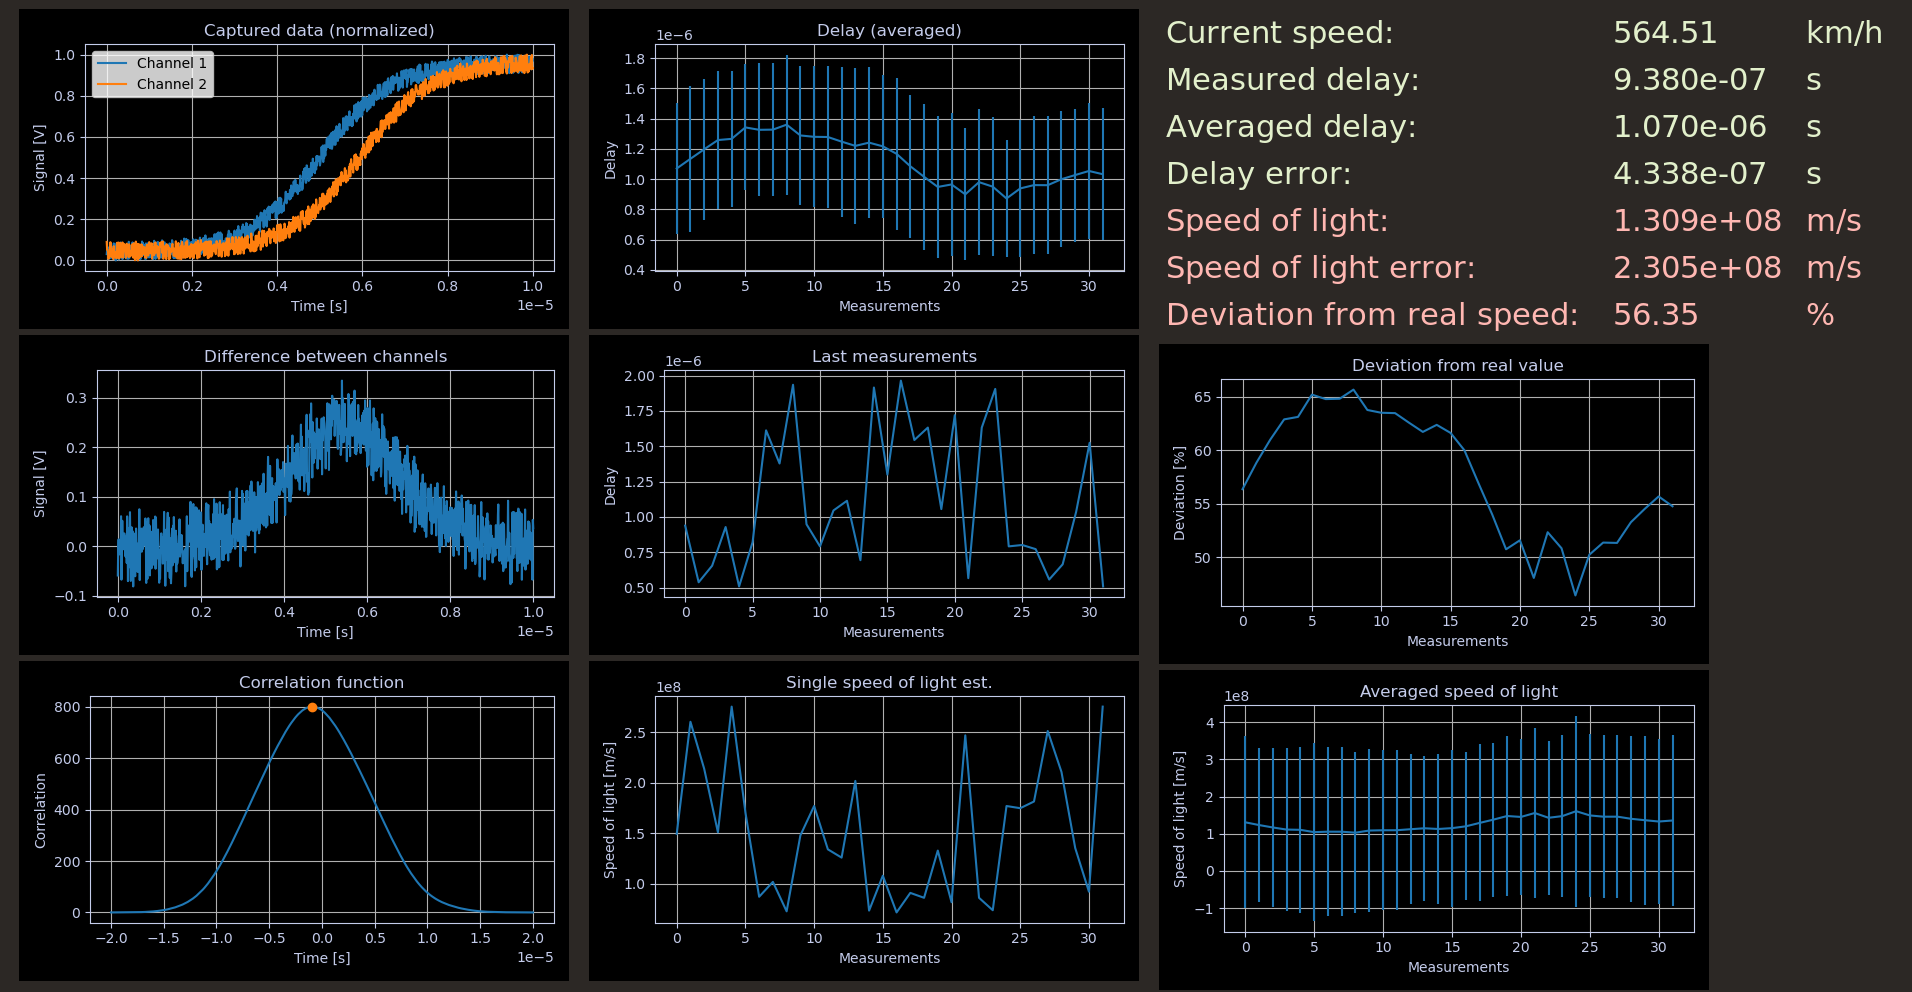 Captured data (normalized)
Channel 1
Channel 2
Signal [V]
1.0
0.8
0.6
0.4
0.2
0.0
0.0 0.2 0.4 0.6 0.8 1.0
Time [s]
1e−5
Delay (averaged)
1e−6
Delay
1.8
1.6
1.4
1.2
1.0
0.8
0.6
0.4
0 5 10 15 20 25 30
Measurements
Current speed: 564.51 km/h
Measured delay: 9.380e-07 s
Averaged delay: 1.070e-06 s
Delay error: 4.338e-07 s
Speed of light: 1.309e+08 m/s
Speed of light error: 2.305e+08 m/s
Deviation from real speed: 56.35 %
Difference between channels
Signal [V]
0.3
0.2
0.1
0.0
−0.1
0.0 0.2 0.4 0.6 0.8 1.0
Time [s]
1e−5
Last measurements
1e−6
Delay
2.00
1.75
1.50
1.25
1.00
0.75
0.50
0 5 10 15 20 25 30
Measurements
Deviation from real value
Deviation [%]
65
60
55
50
0 5 10 15 20 25 30
Measurements
Correlation function
Correlation
800
600
400
200
0
−2.0 −1.5 −1.0 −0.5 0.0 0.5 1.0 1.5 2.0
Time [s]
1e−5
Single speed of light est.
1e8
Speed of light [m/s]
2.5
2.0
1.5
1.0
0 5 10 15 20 25 30
Measurements
Averaged speed of light
1e8
Speed of light [m/s]
4
3
2
1
0
−1
0 5 10 15 20 25 30
Measurements